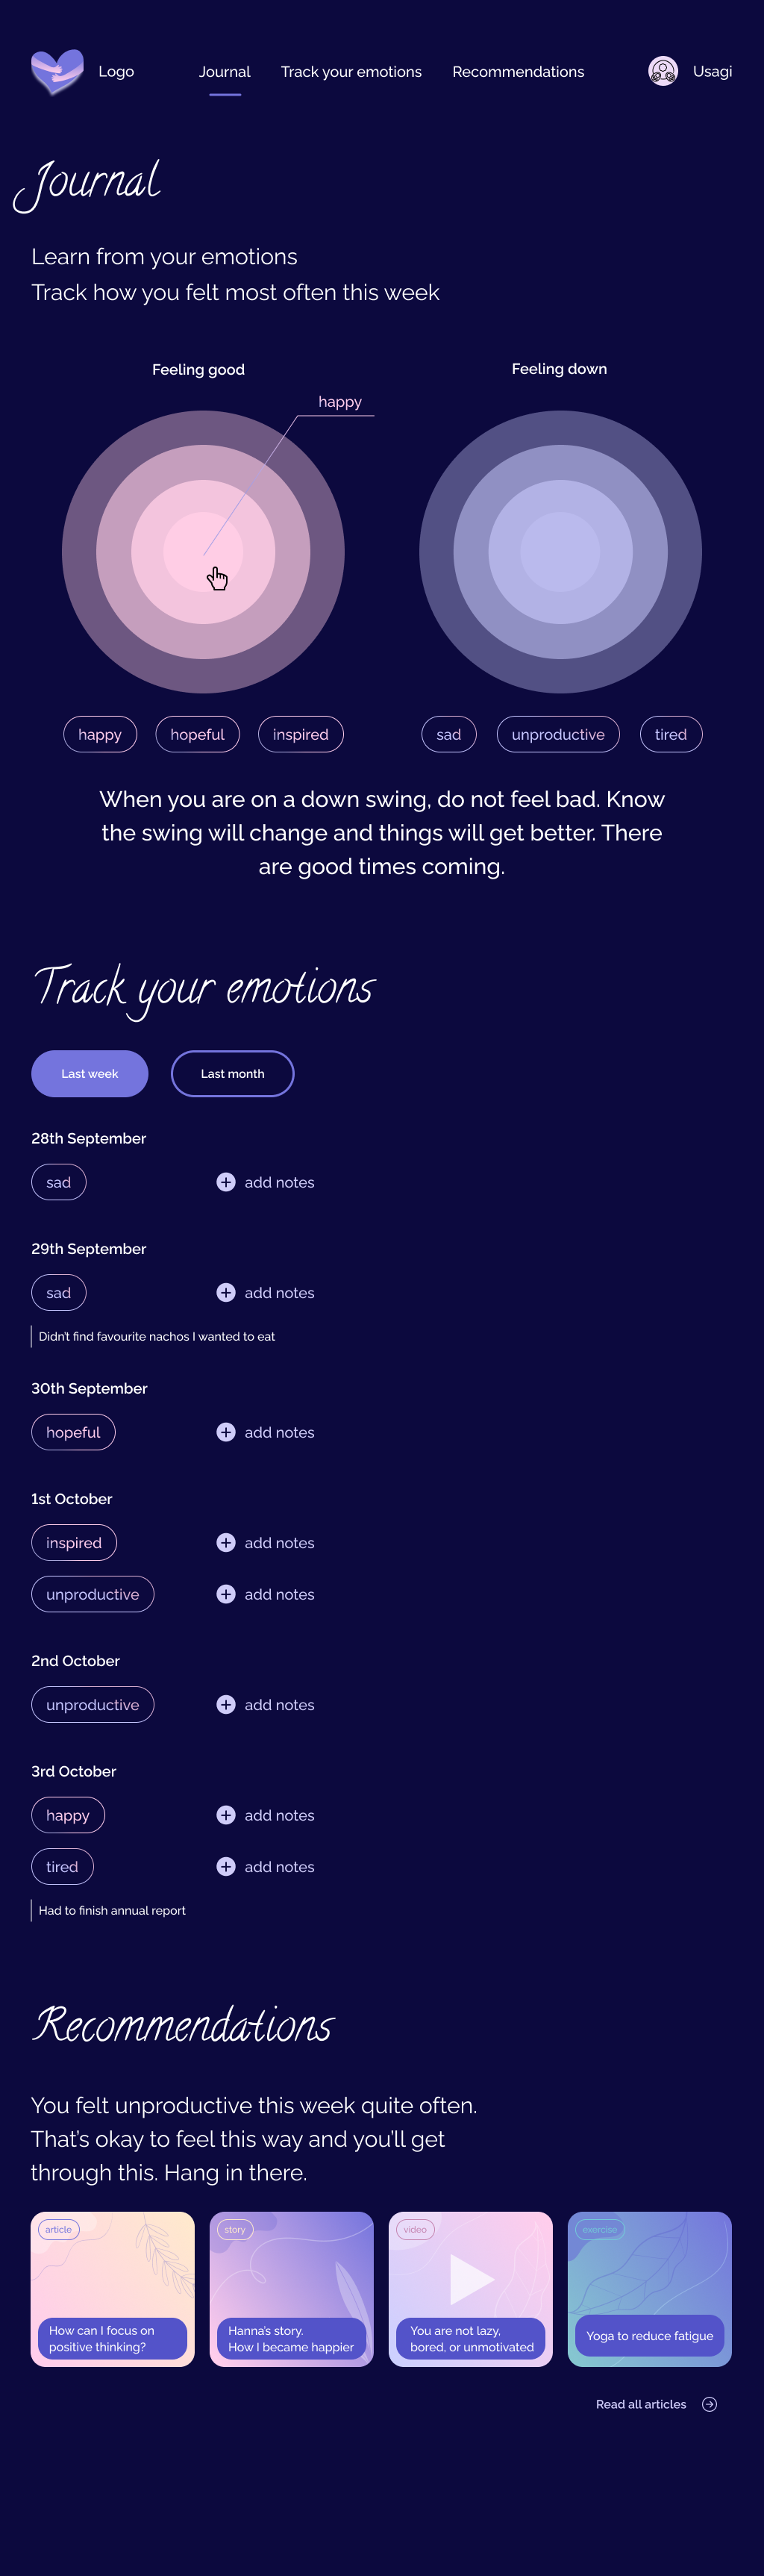 Logo
Journal
Track your emotions
Recommendations
Usagi
Journal
Learn from your emotions
Track how you felt most often this week
Feeling good
Feeling down
happy
happy
hopeful
inspired
sad
unproductive
tired
When you are on a down swing, do not feel bad. Know
the swing will change and things will get better. There
are good times coming.
Track your emotions
Last week
Last month
28th September
sad
add notes
29th September
sad
add notes
Didn't find favourite nachos I wanted to eat
30th September
hopeful
add notes
1st October
inspired
add notes
unproductive
add notes
2nd October
unproductive
add notes
3rd October
happy
add notes
tired
add notes
Had to finish annual report
Recommendations
You felt unproductive this week quite often.
That's okay to feel this way and you'll get
through this. Hang in there.
article
How can I focus on
positive thinking?
story
Hanna's story.
How I became happier
video
You are not lazy,
bored, or unmotivated
exercise
Yoga to reduce fatigue
Read all articles